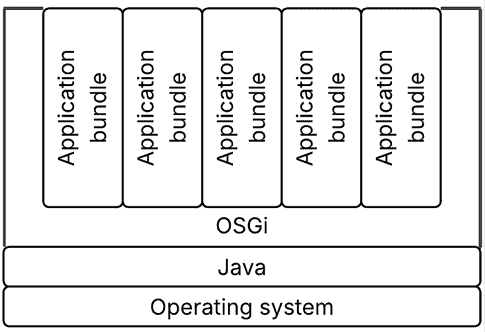 Application
bundle
Application
bundle
Application
bundle
Application
bundle
Application
bundle
OSGi
Java
Operating system